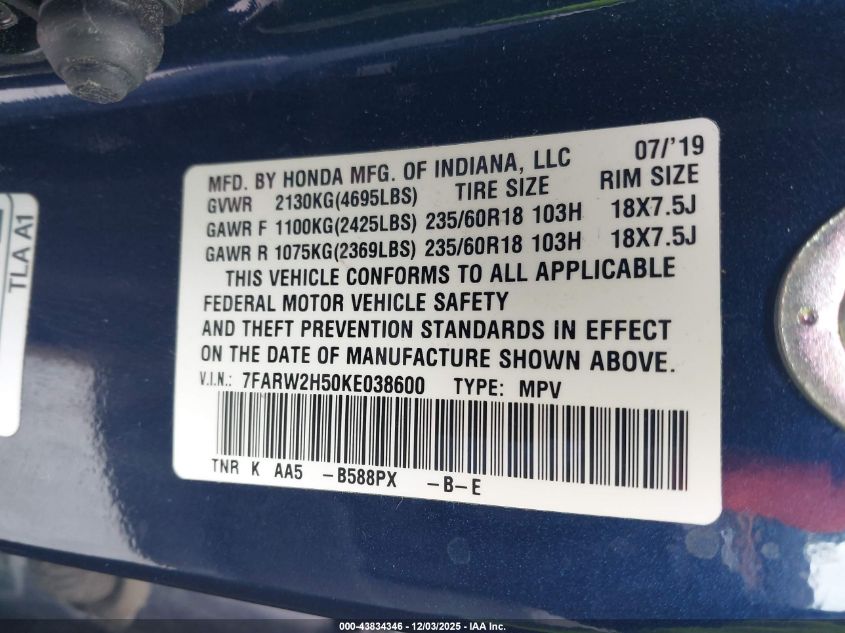 MFD. BY HONDA MFG. OF INDIANA, LLC 07/'19
GVWR 2130KG(4695LBS) TIRE SIZE RIM SIZE
GAWR F 1100KG(2425LBS) 235/60R18 103H 18X7.5J
GAWR R 1075KG(2369LBS) 235/60R18 103H 18X7.5J
THIS VEHICLE CONFORMS TO ALL APPLICABLE
FEDERAL MOTOR VEHICLE SAFETY
AND THEFT PREVENTION STANDARDS IN EFFECT
ON THE DATE OF MANUFACTURE SHOWN ABOVE.
V.I.N.: 7FARW2H50KE038600 TYPE: MPV
TNR K AA5 -B588PX -B-E
TLA A1
000-43834346 - 12/03/2025 - IAA Inc.